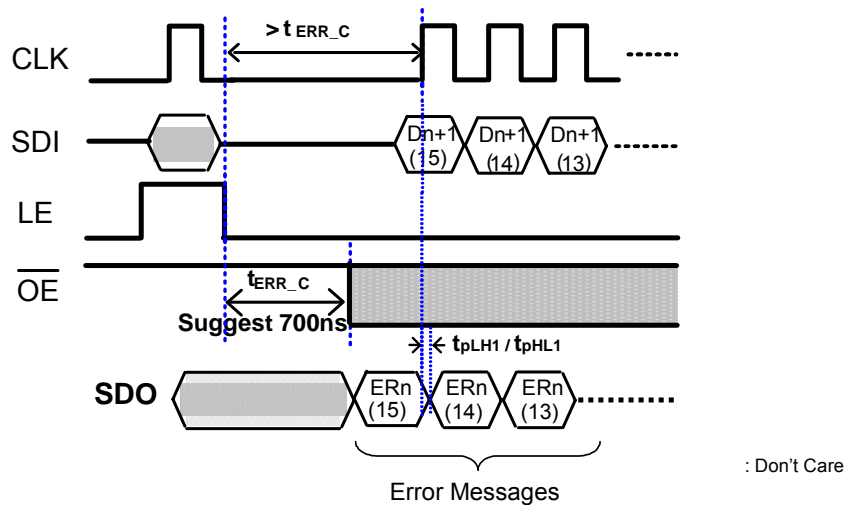 > t ERR_C
CLK
SDI
Dn+1 (15)
Dn+1 (14)
Dn+1 (13)
LE
OE
tERR_C
Suggest 700ns
tpLH1 / tpHL1
SDO
ERn (15)
ERn (14)
ERn (13)
: Don't Care
Error Messages